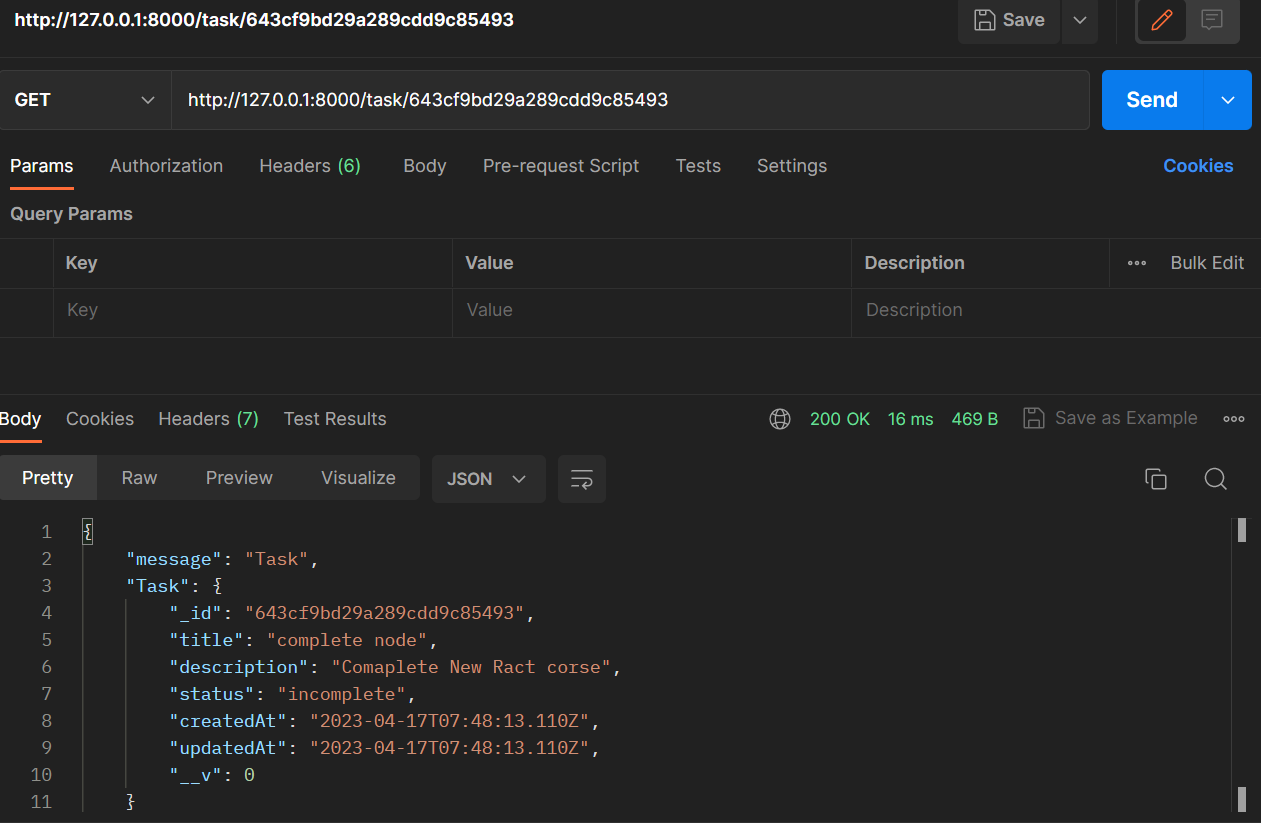 http://127.0.0.1:8000/task/643cf9bd29a289cdd9c85493 Save
GET http://127.0.0.1:8000/task/643cf9bd29a289cdd9c85493 Send
Params Authorization Headers (6) Body Pre-request Script Tests Settings Cookies
Query Params
Key Value Description Bulk Edit
Key Value Description
Body Cookies Headers (7) Test Results 200 OK 16 ms 469 B Save as Example
Pretty Raw Preview Visualize JSON
1 {
2 "message": "Task",
3 "Task": {
4 "_id": "643cf9bd29a289cdd9c85493",
5 "title": "complete node",
6 "description": "Comaplete New Ract corse",
7 "status": "incomplete",
8 "createdAt": "2023-04-17T07:48:13.110Z",
9 "updatedAt": "2023-04-17T07:48:13.110Z",
10 "__v": 0
11 }